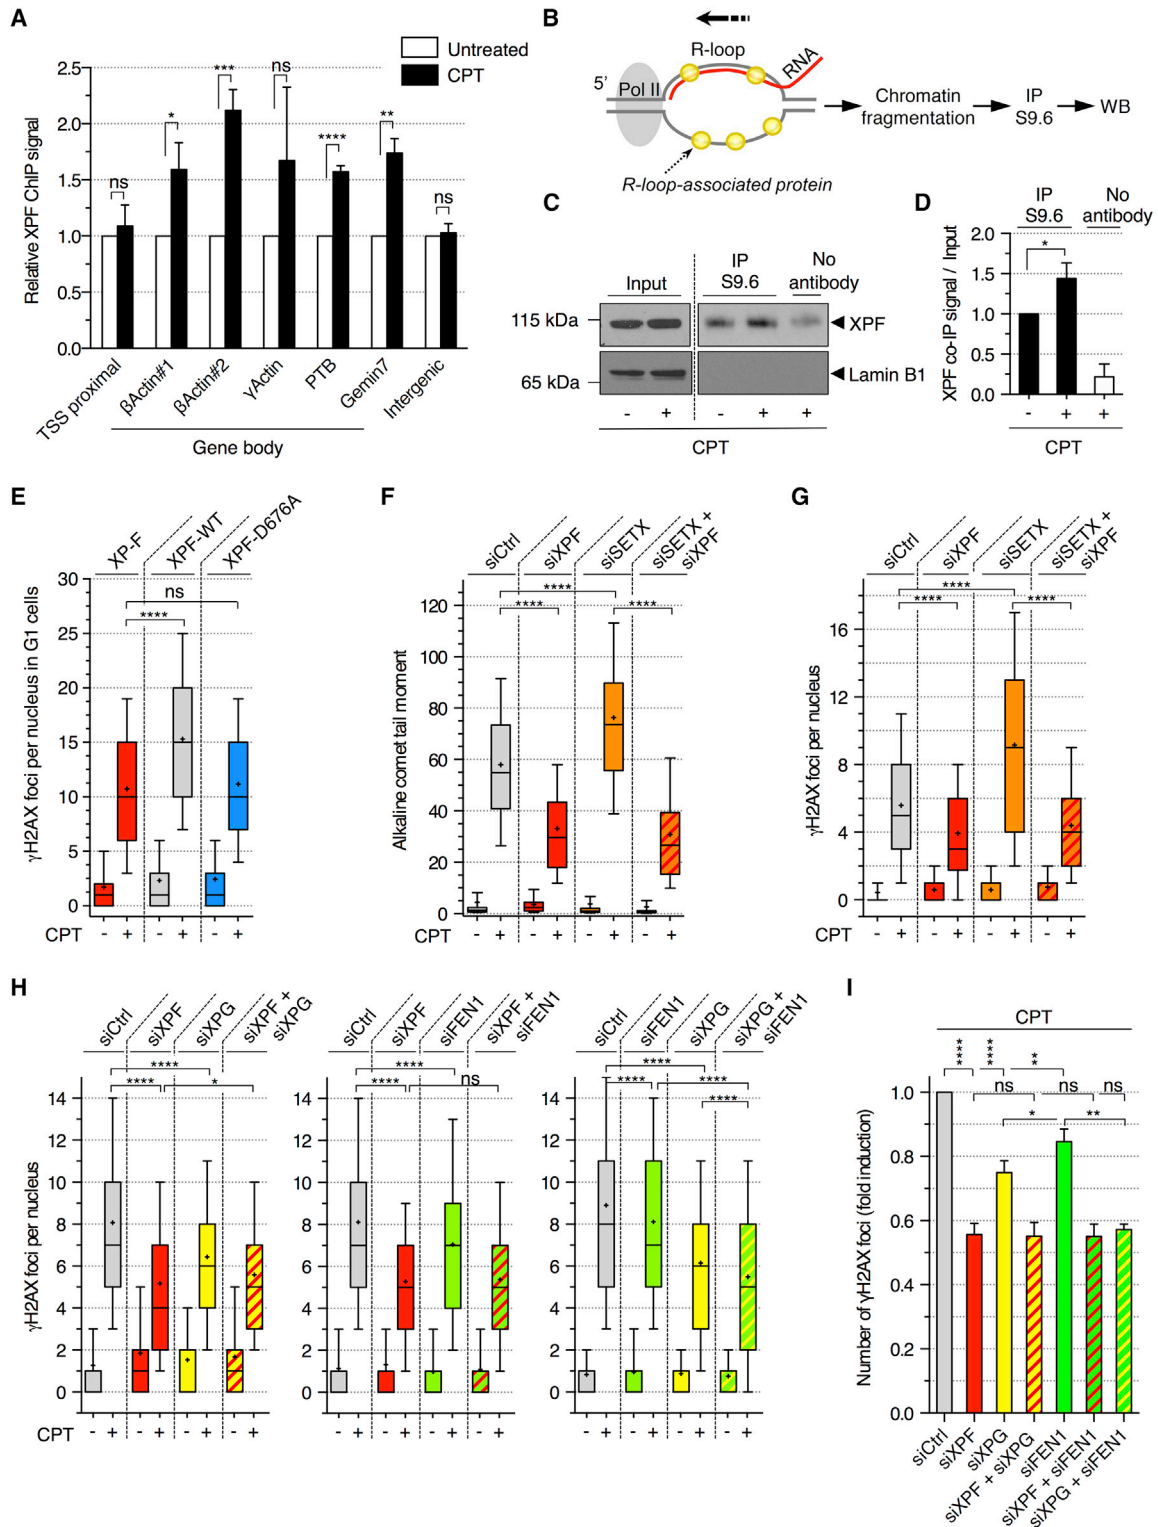 A
Untreated
CPT
Relative XPF ChIP signal
2.5
2.0
1.5
1.0
0.5
0.0
ns
*
***
ns
****
**
ns
TSS proximal
βActin#1
βActin#2
γActin
PTB
Gemin7
Intergenic
Gene body
B
R-loop
RNA
5’
Pol II
R-loop-associated protein
Chromatin
fragmentation
IP
S9.6
WB
C
Input
IP
S9.6
No
antibody
115 kDa
XPF
65 kDa
Lamin B1
- + - + +
CPT
D
IP
S9.6
No
antibody
XPF co-IP signal / Input
2.0
1.5
1.0
0.5
0.0
*
- + +
CPT
E
XP-F
XPF-WT
XPF-D676A
γH2AX foci per nucleus in G1 cells
30
25
20
15
10
5
0
ns
****
CPT - + - + - +
F
siCtrl
siXPF
siSETX
siSETX +
siXPF
Alkaline comet tail moment
120
100
80
60
40
20
0
****
**** ****
CPT - + - + - + - +
G
siCtrl
siXPF
siSETX
siSETX +
siXPF
γH2AX foci per nucleus
16
12
8
4
0
****
**** ****
CPT - + - + - + - +
H
siCtrl
siXPF
siXPG
siXPF +
siXPG
γH2AX foci per nucleus
14
12
10
8
6
4
2
0
****
**** *
CPT - + - + - + - +
siCtrl
siXPF
siFEN1
siXPF +
siFEN1
14
12
10
8
6
4
2
0
****
**** ns
- + - + - + - +
siCtrl
siFEN1
siXPG
siXPG +
siFEN1
14
12
10
8
6
4
2
0
****
**** ****
****
- + - + - + - +
I
CPT
Number of γH2AX foci (fold induction)
1.0
0.8
0.6
0.4
0.2
0.0
**** **** **
ns ns ns
* **
siCtrl
siXPF
siXPG
siXPF + siXPG
siFEN1
siXPF + siFEN1
siXPG + siFEN1